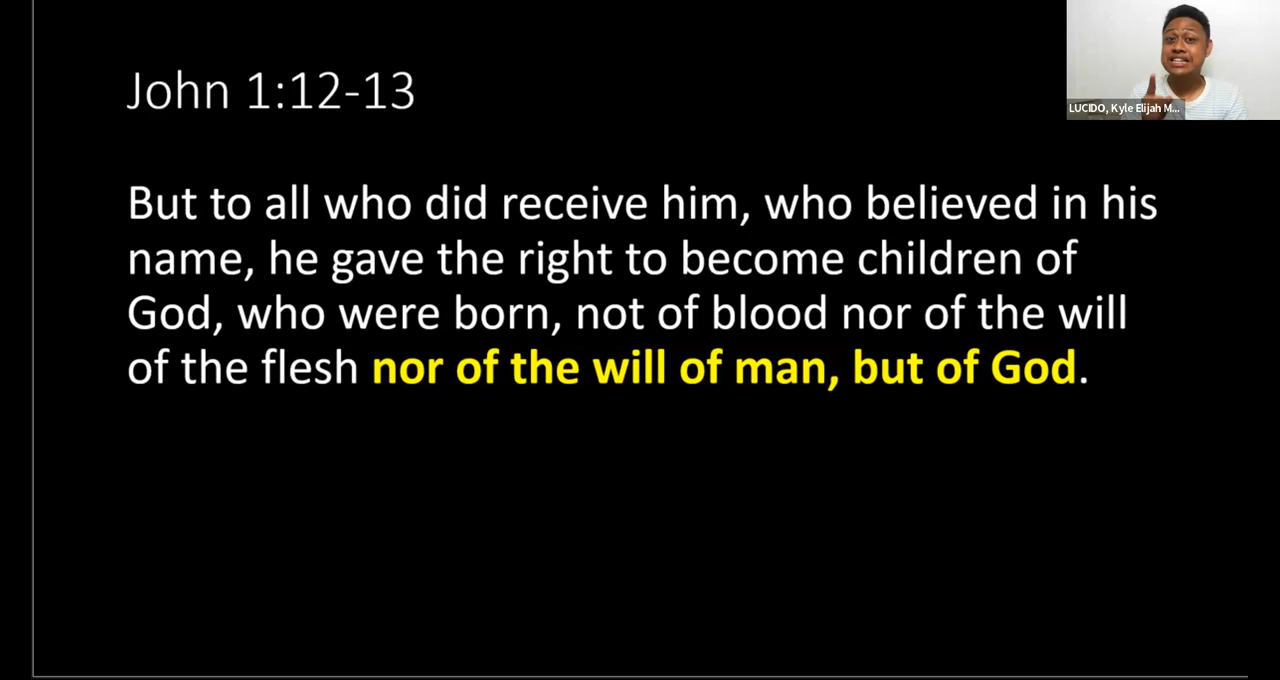 John 1:12-13
LUCIDO, Kyle Elijah M...
But to all who did receive him, who believed in his
name, he gave the right to become children of
God, who were born, not of blood nor of the will
of the flesh nor of the will of man, but of God.